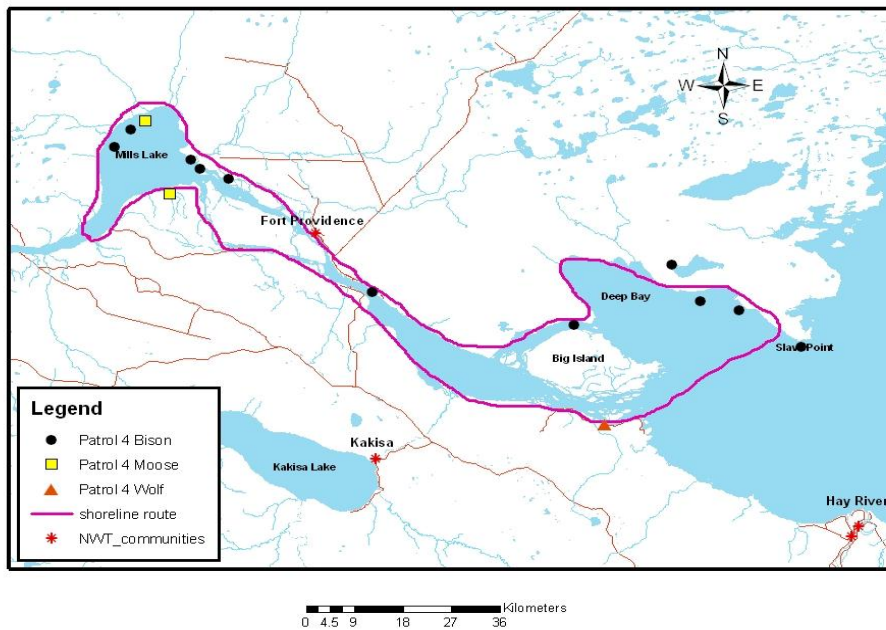 N
W E
S
Mills Lake
Fort Providence
Deep Bay
Slave Point
Big Island
Kakisa
Kakisa Lake
Hay River
Legend
Patrol 4 Bison
Patrol 4 Moose
Patrol 4 Wolf
shoreline route
NWT_communities
Kilometers
0 4.5 9 18 27 36